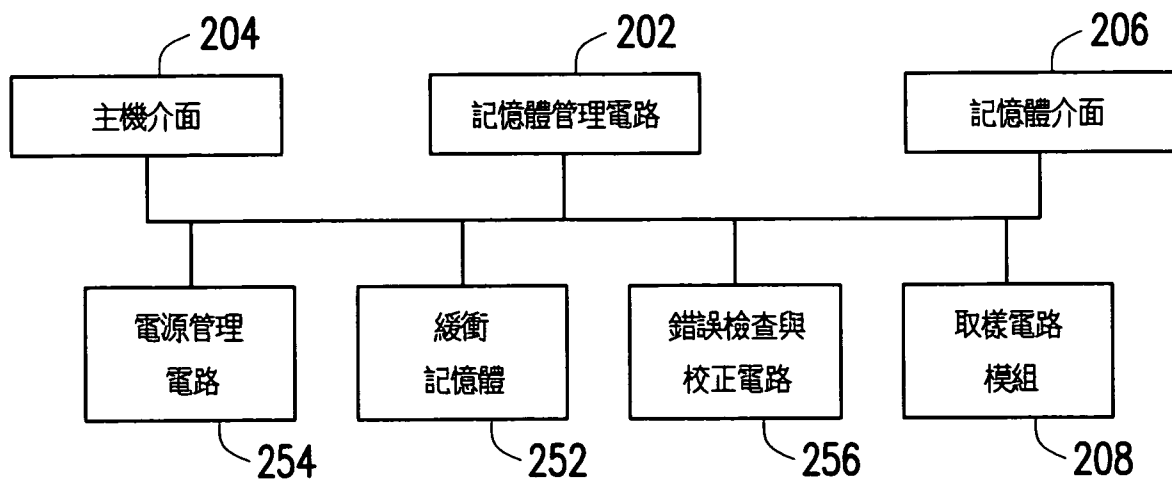 204
202
206
主機介面
記憶體管理電路
記憶體介面
電源管理
電路
緩衝
記憶體
錯誤檢查與
校正電路
取樣電路
模組
254
252
256
208